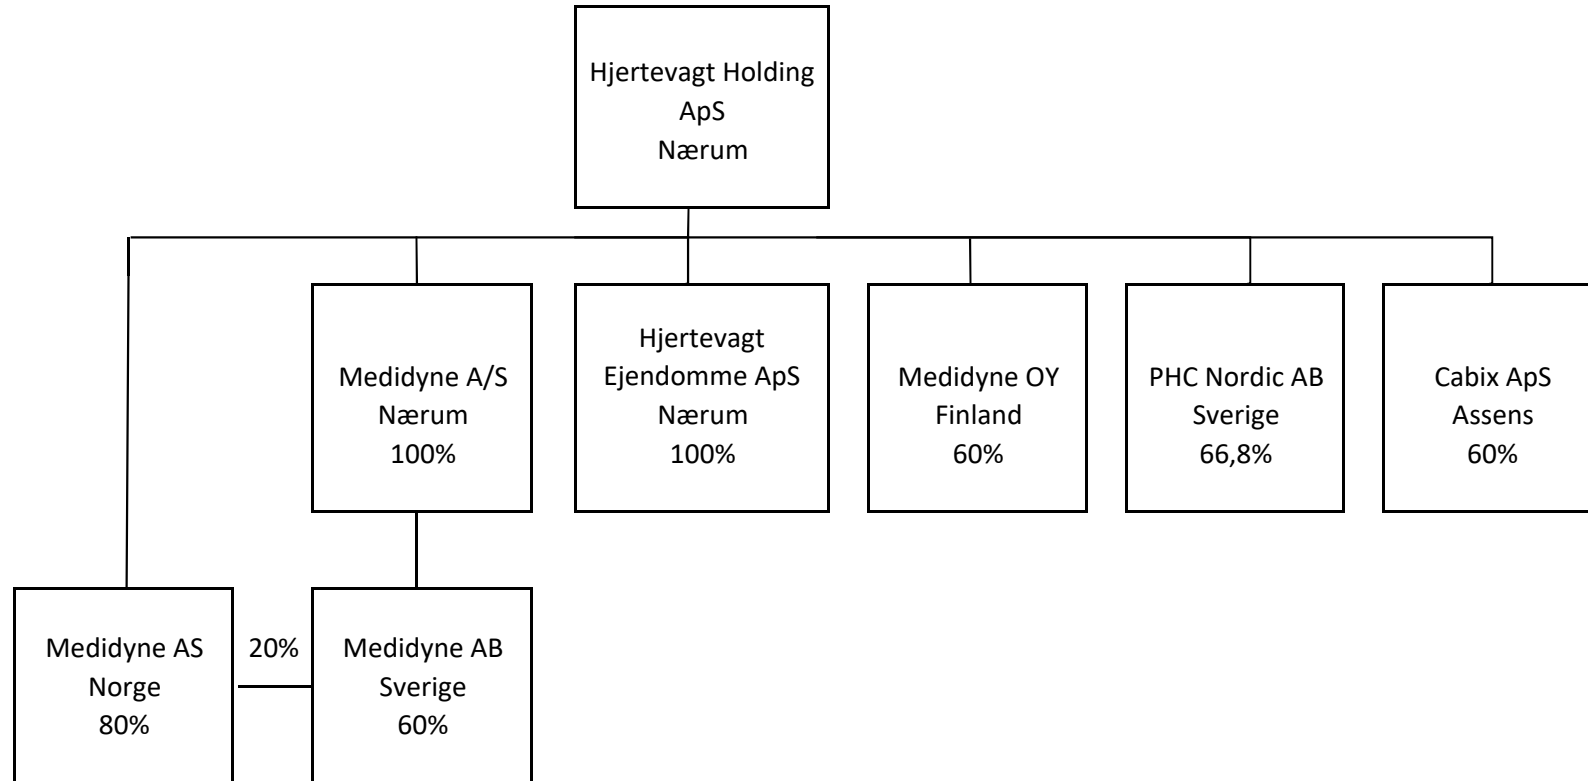 Hjertevagt Holding
ApS
Nærum
Medidyne A/S
Nærum
100%
Hjertevagt
Ejendomme ApS
Nærum
100%
Medidyne OY
Finland
60%
PHC Nordic AB
Sverige
66,8%
Cabix ApS
Assens
60%
Medidyne AS
Norge
80%
20%
Medidyne AB
Sverige
60%